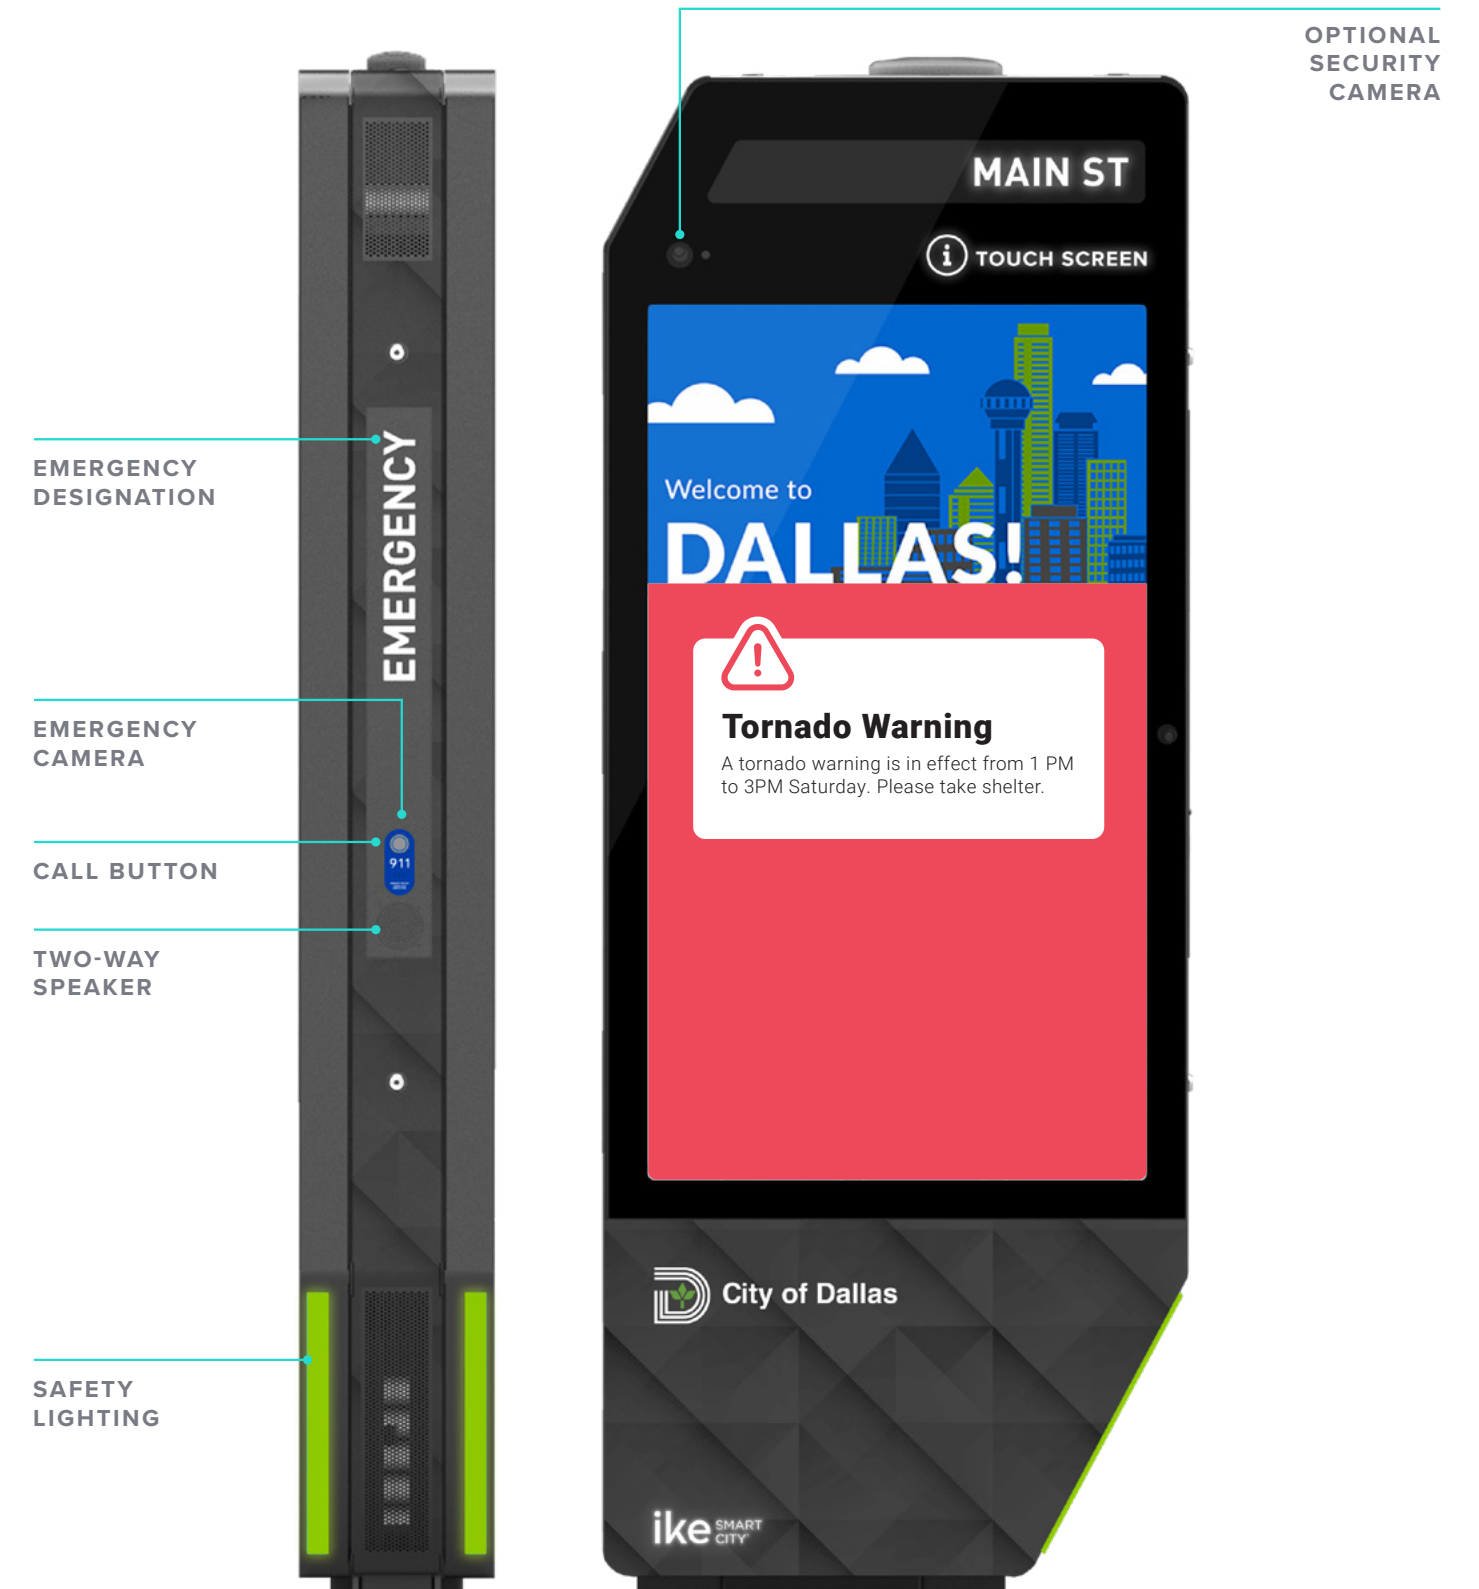 OPTIONAL
SECURITY
CAMERA
MAIN ST
i TOUCH SCREEN
EMERGENCY
DESIGNATION
EMERGENCY
Welcome to
DALLAS!
EMERGENCY
CAMERA
Tornado Warning
A tornado warning is in effect from 1 PM
to 3PM Saturday. Please take shelter.
CALL BUTTON
911
TWO-WAY
SPEAKER
City of Dallas
SAFETY
LIGHTING
ike SMART
CITY